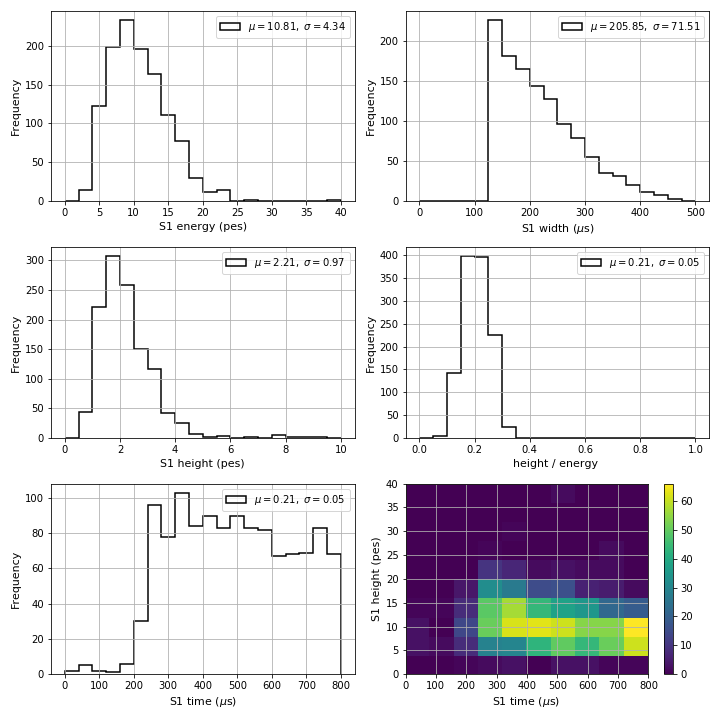 μ = 10.81, σ = 4.34
Frequency
200
150
100
50
0
0 5 10 15 20 25 30 35 40
S1 energy (pes)
μ = 205.85, σ = 71.51
Frequency
200
150
100
50
0
0 100 200 300 400 500
S1 width (μs)
μ = 2.21, σ = 0.97
Frequency
300
250
200
150
100
50
0
0 2 4 6 8 10
S1 height (pes)
μ = 0.21, σ = 0.05
Frequency
400
350
300
250
200
150
100
50
0
0.0 0.2 0.4 0.6 0.8 1.0
height / energy
μ = 0.21, σ = 0.05
Frequency
100
80
60
40
20
0
0 100 200 300 400 500 600 700 800
S1 time (μs)
S1 height (pes)
40
35
30
25
20
15
10
5
0
0 100 200 300 400 500 600 700 800
S1 time (μs)
60
50
40
30
20
10
0